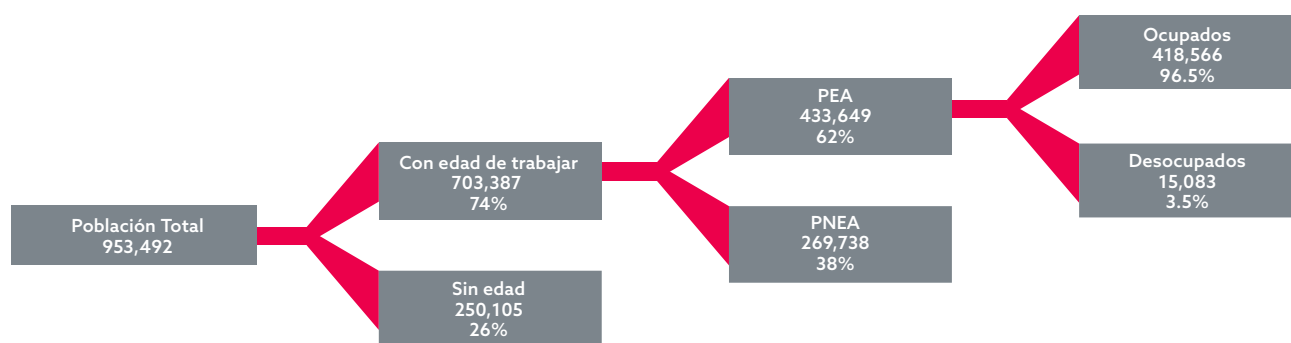 Población Total
953,492
Con edad de trabajar
703,387
74%
Sin edad
250,105
26%
PEA
433,649
62%
PNEA
269,738
38%
Ocupados
418,566
96.5%
Desocupados
15,083
3.5%